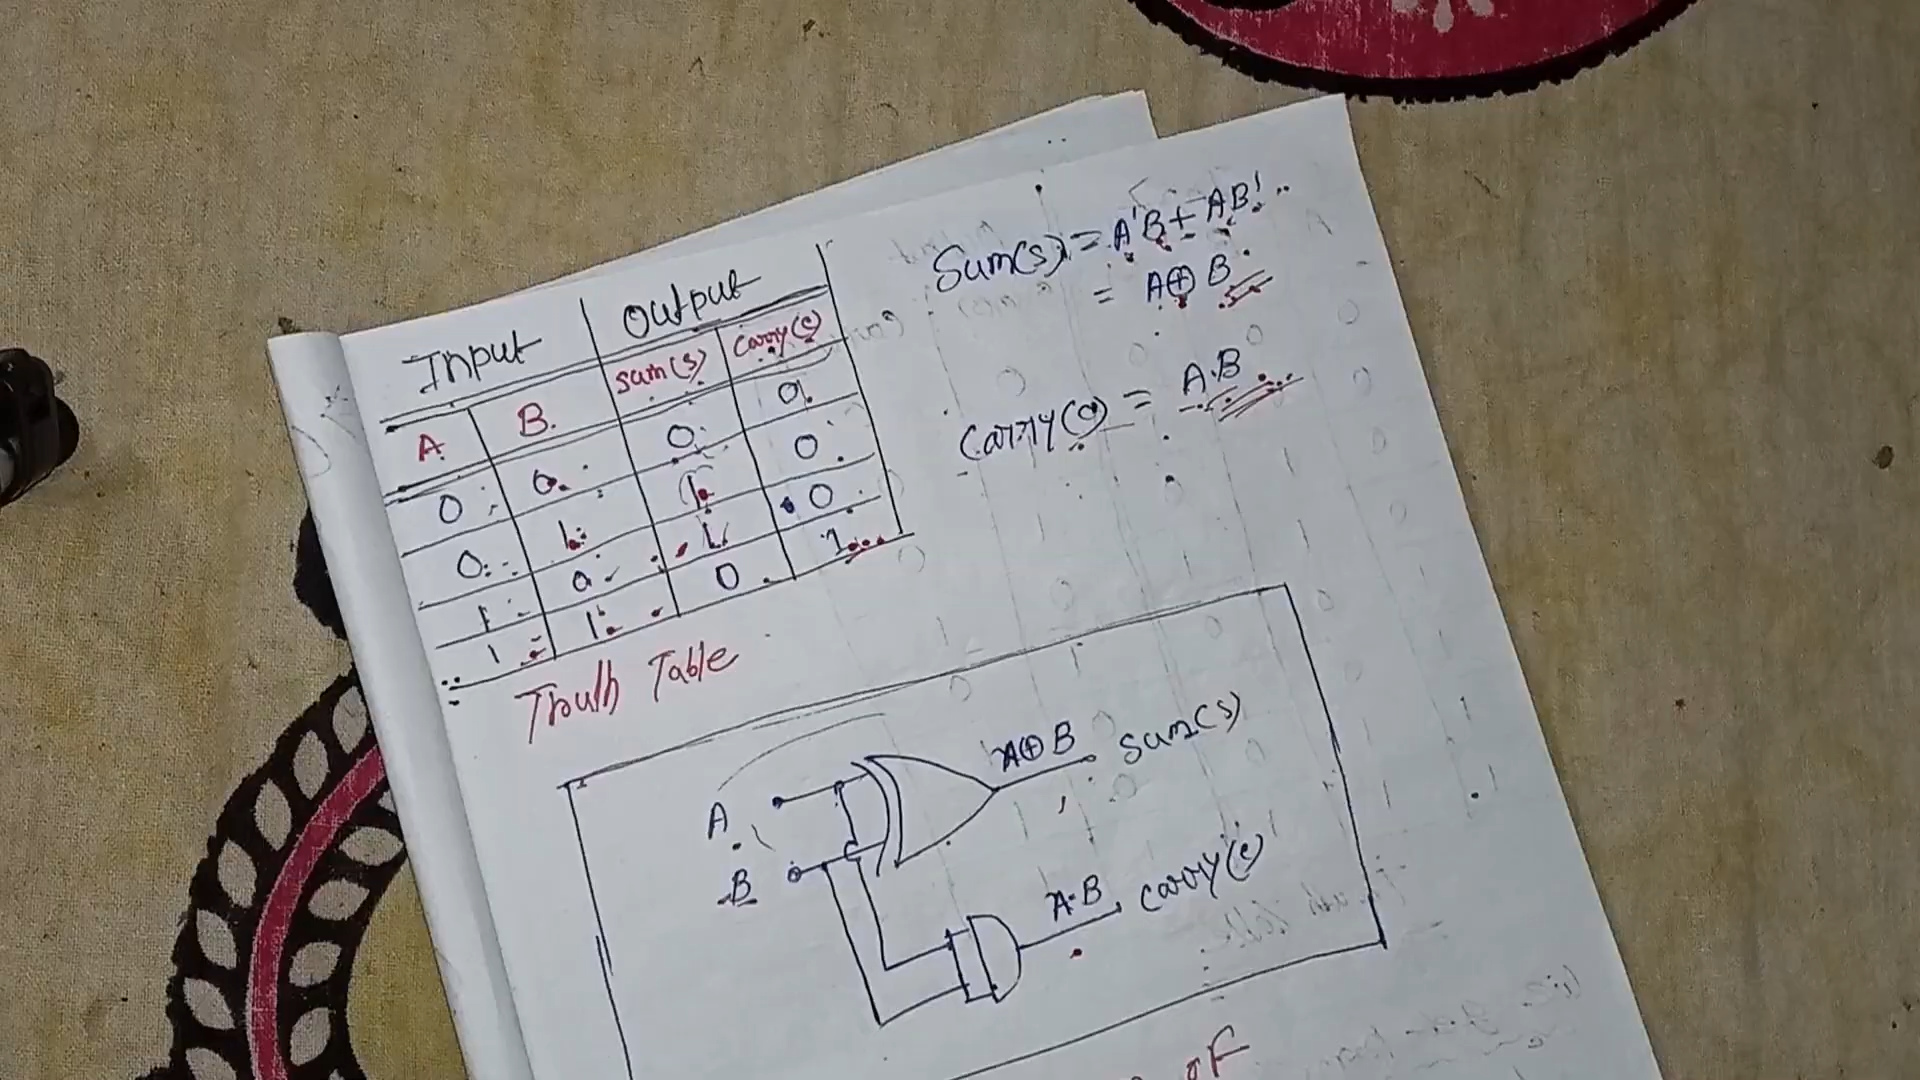 Input Output
A B. Sum(s) Carry(c)
0 0 0 0
0 1 1 0
1 0 1 0
1 1 0 1
Truth Table
Sum(s) = A'B + AB'
= A⊕B
Carry(c) = A.B
A
B
A⊕B Sum(s)
A.B Carry(c)
of